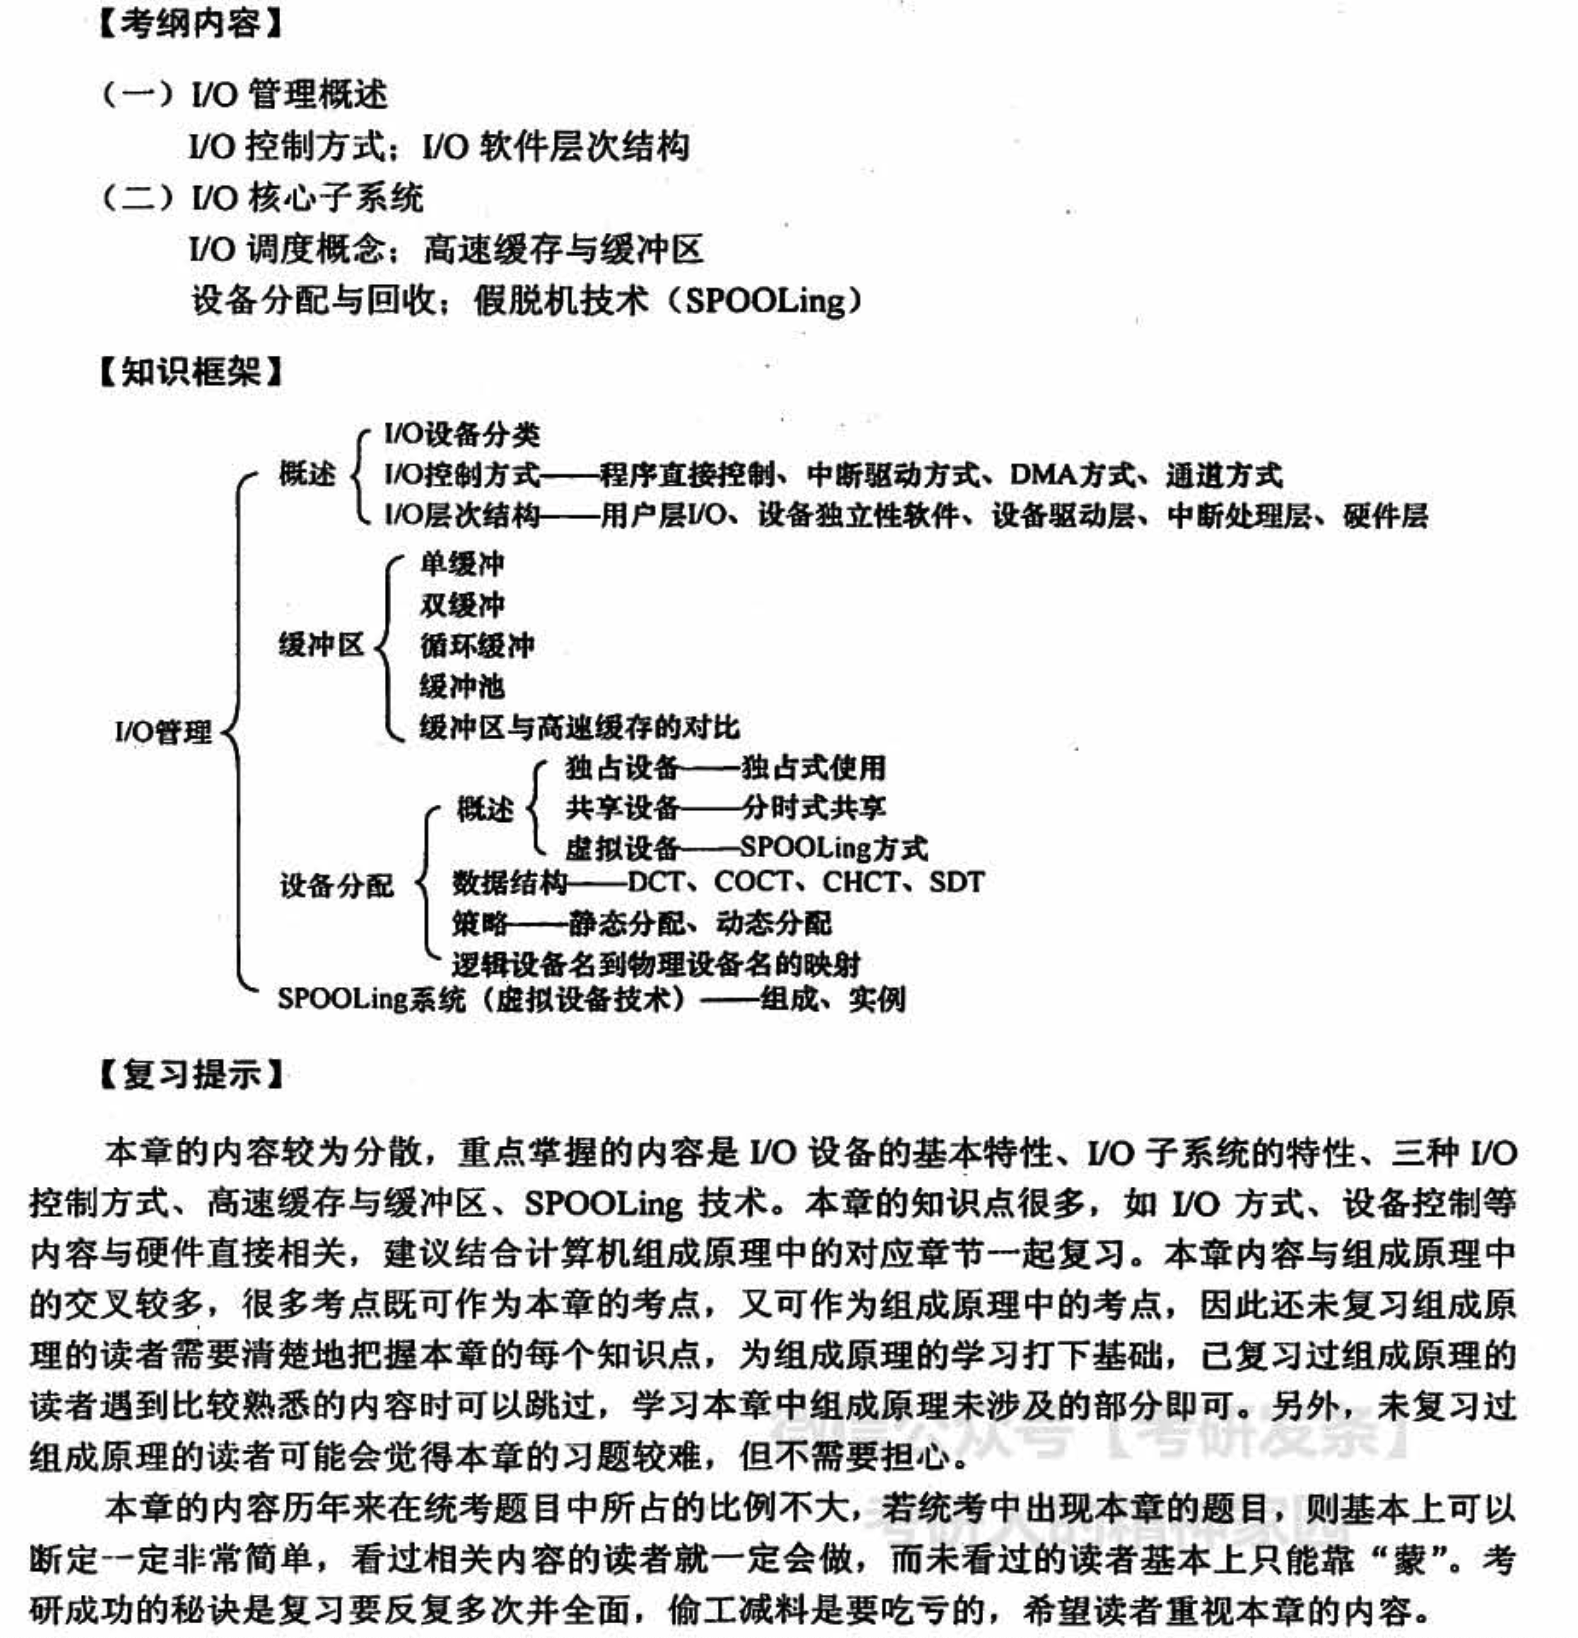 【考纲内容】
（一）I/O 管理概述
I/O 控制方式；I/O 软件层次结构
（二）I/O 核心子系统
I/O 调度概念；高速缓存与缓冲区
设备分配与回收；假脱机技术（SPOOLing）
【知识框架】
I/O设备分类
概述
I/O控制方式——程序直接控制、中断驱动方式、DMA方式、通道方式
I/O层次结构——用户层I/O、设备独立性软件、设备驱动层、中断处理层、硬件层
单缓冲
双缓冲
缓冲区
循环缓冲
缓冲池
缓冲区与高速缓存的对比
I/O管理
独占设备——独占式使用
概述
共享设备——分时式共享
虚拟设备——SPOOLing方式
设备分配
数据结构——DCT、COCT、CHCT、SDT
策略——静态分配、动态分配
逻辑设备名到物理设备名的映射
SPOOLing系统（虚拟设备技术）——组成、实例
【复习提示】
本章的内容较为分散，重点掌握的内容是 I/O 设备的基本特性、I/O 子系统的特性、三种 I/O
控制方式、高速缓存与缓冲区、SPOOLing 技术。本章的知识点很多，如 I/O 方式、设备控制等
内容与硬件直接相关，建议结合计算机组成原理中的对应章节一起复习。本章内容与组成原理中
的交叉较多，很多考点既可作为本章的考点，又可作为组成原理中的考点，因此还未复习组成原
理的读者需要清楚地把握本章的每个知识点，为组成原理的学习打下基础，已复习过组成原理的
读者遇到比较熟悉的内容时可以跳过，学习本章中组成原理未涉及的部分即可。另外，未复习过
组成原理的读者可能会觉得本章的习题较难，但不需要担心。
微信公众号【考研发条】
本章的内容历年来在统考题目中所占的比例不大，若统考中出现本章的题目，则基本上可以
考研人的精神家园
断定一定非常简单，看过相关内容的读者就一定会做，而未看过的读者基本上只能靠“蒙”。考
研成功的秘诀是复习要反复多次并全面，偷工减料是要吃亏的，希望读者重视本章的内容。